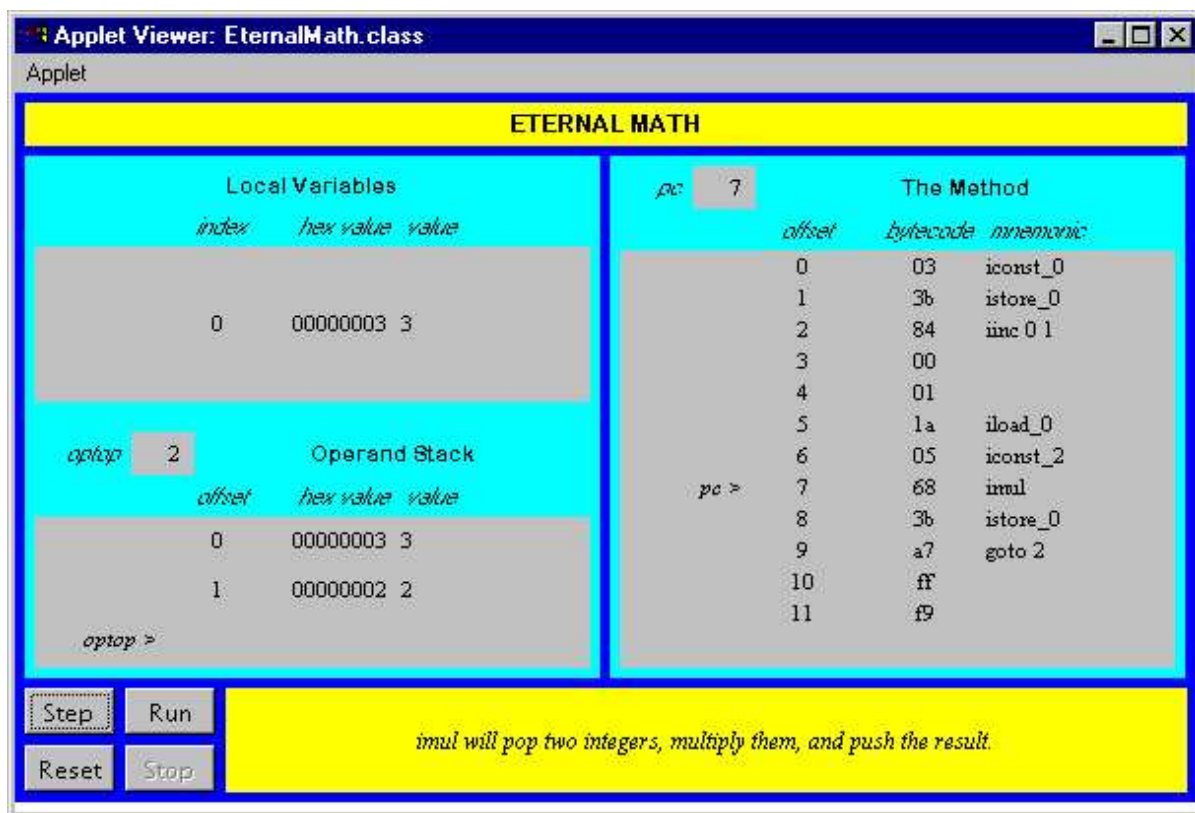 Applet Viewer: EternalMath.class
Applet
ETERNAL MATH
Local Variables
index hex value value
0 00000003 3
optop 2 Operand Stack
offset hex value value
0 00000003 3
1 00000002 2
optop >
pc 7 The Method
offset bytecode mnemonic
0 03 iconst_0
1 3b istore_0
2 84 iinc 0 1
3 00
4 01
5 1a iload_0
6 05 iconst_2
pc > 7 68 imul
8 3b istore_0
9 a7 goto 2
10 ff
11 f9
Step Run
Reset Stop
imul will pop two integers, multiply them, and push the result.